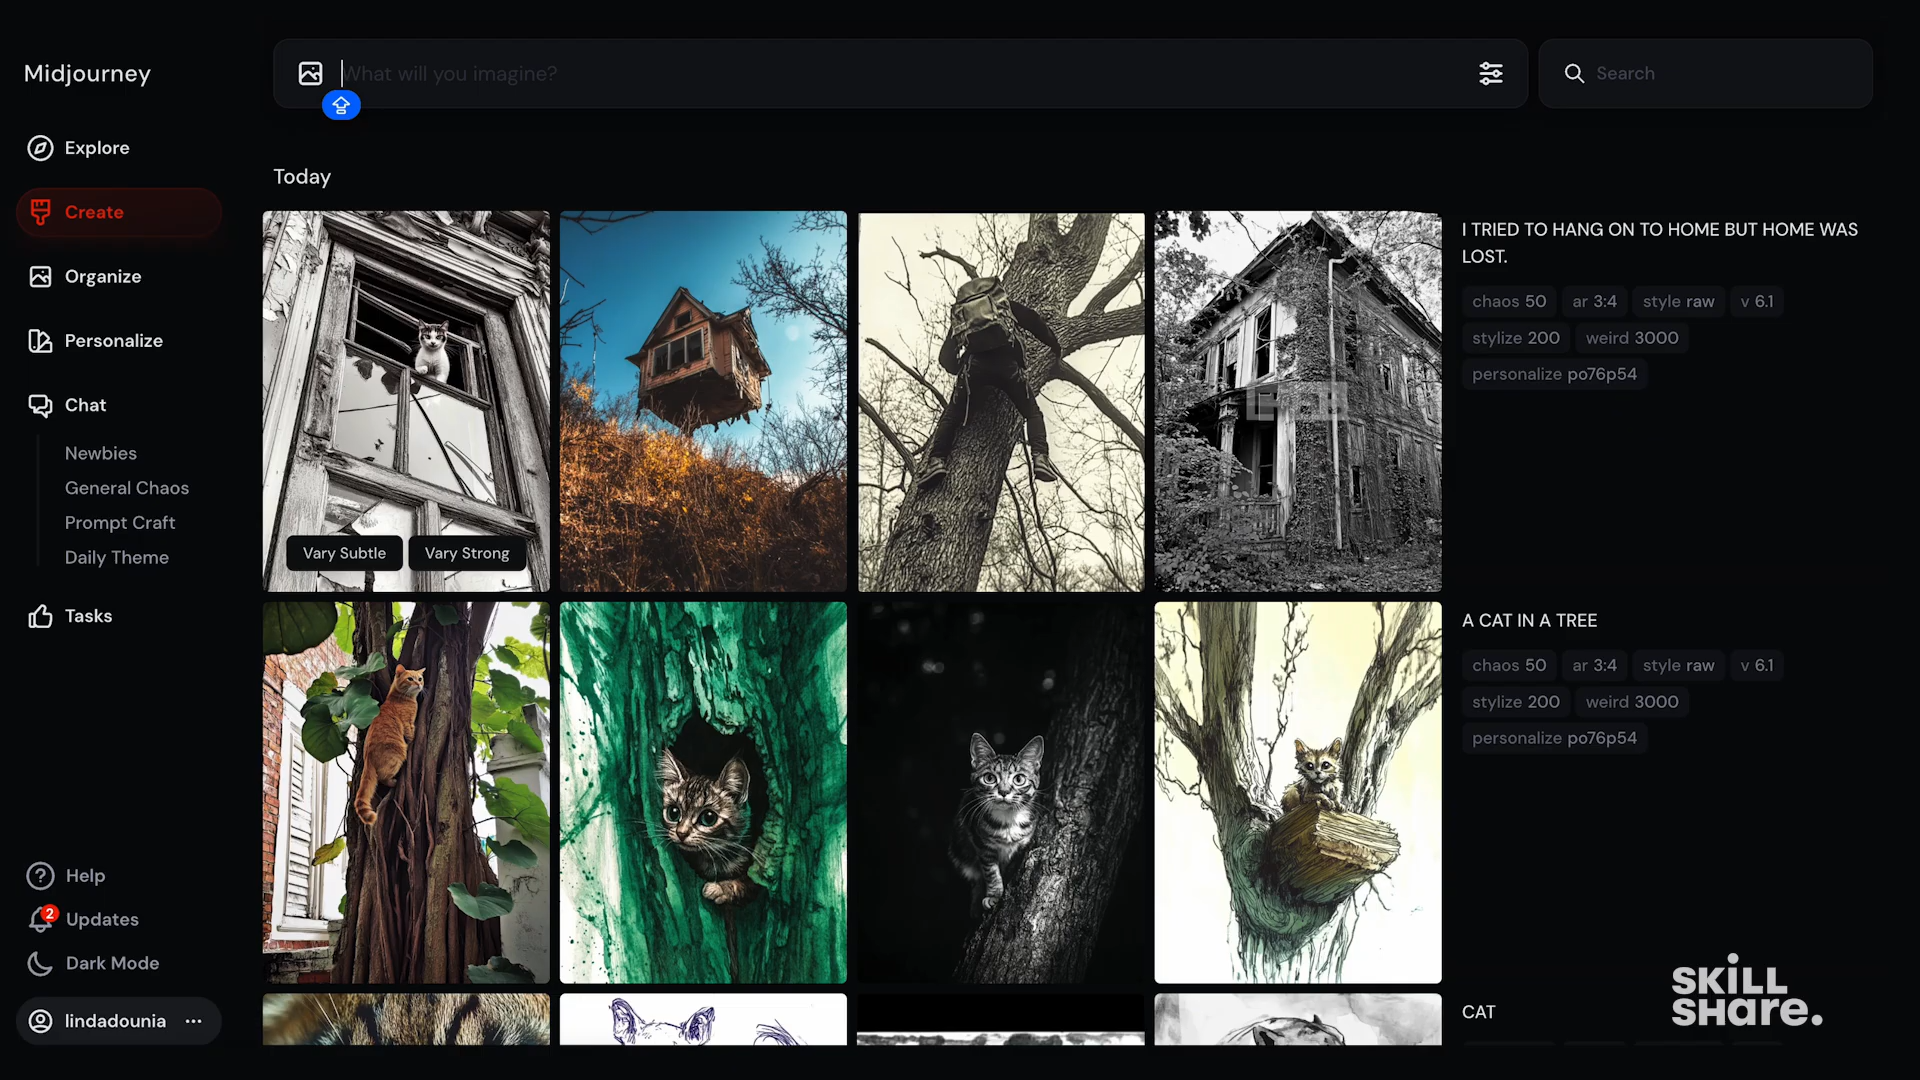 Midjourney
What will you imagine?
Search
Explore
Create
Organize
Personalize
Chat
Newbies
General Chaos
Prompt Craft
Daily Theme
Tasks
Help
2
Updates
Dark Mode
lindadounia
Today
Vary Subtle
Vary Strong
I TRIED TO HANG ON TO HOME BUT HOME WAS
LOST.
chaos 50 ar 3:4 style raw v 6.1
stylize 200 weird 3000
personalize po76p54
A CAT IN A TREE
chaos 50 ar 3:4 style raw v 6.1
stylize 200 weird 3000
personalize po76p54
CAT
SKILL
SHare.